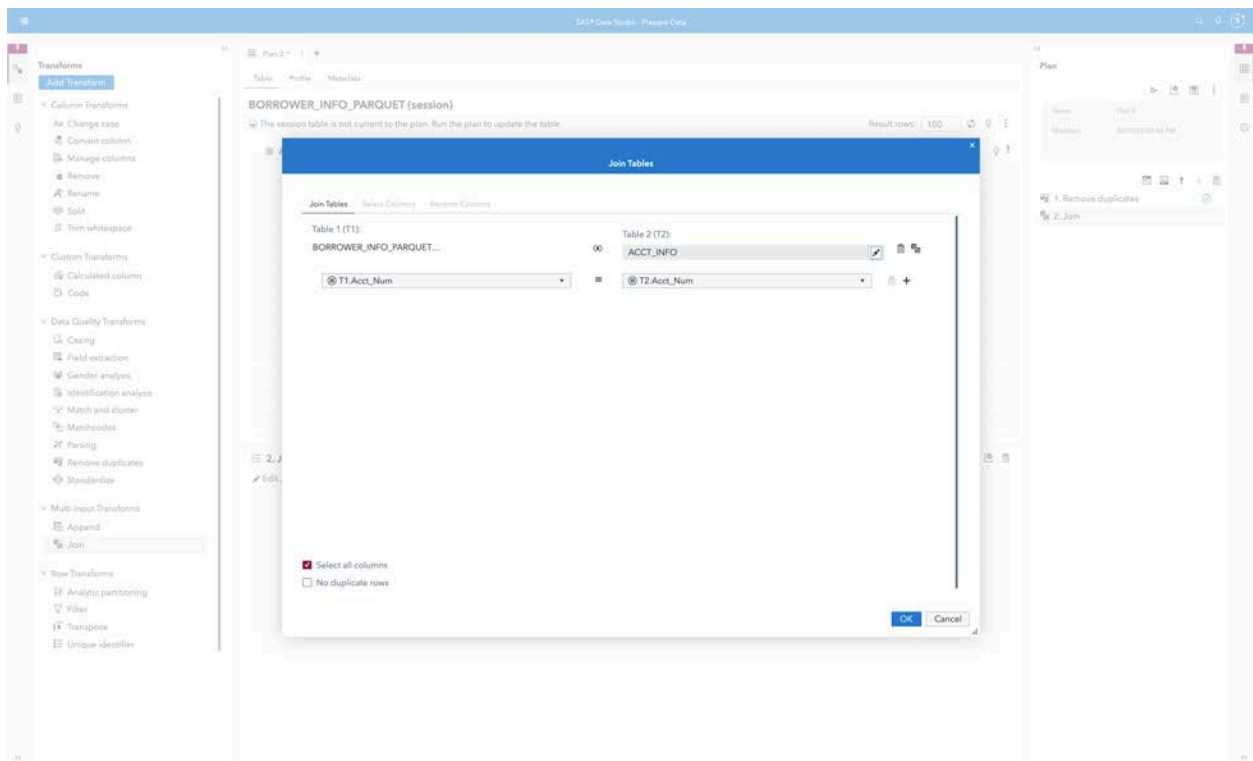 SAS® Data Studio - Prepare Data
Transforms
Add Transform
Column Transforms
Change case
Convert column
Manage columns
Remove
Rename
Split
Trim whitespace
Custom Transforms
Calculated column
Code
Data Quality Transforms
Casing
Field extraction
Gender analysis
Identification analysis
Match and cluster
Matchcodes
Parsing
Remove duplicates
Standardize
Multi-input Transforms
Append
Join
Row Transforms
Analytic partitioning
Filter
Transpose
Unique identifier
Table Profile Metadata
BORROWER_INFO_PARQUET (session)
The session table is not current to the plan. Run the plan to update the table.
Result rows: 100
Join Tables
Join Tables Select Columns Rename Columns
Table 1 (T1):
BORROWER_INFO_PARQUET...
Table 2 (T2):
ACCT_INFO
T1.Acct_Num = T2.Acct_Num
Select all columns
No duplicate rows
OK Cancel
2. J
Edit
Plan
Name
1. Remove duplicates
2. Join